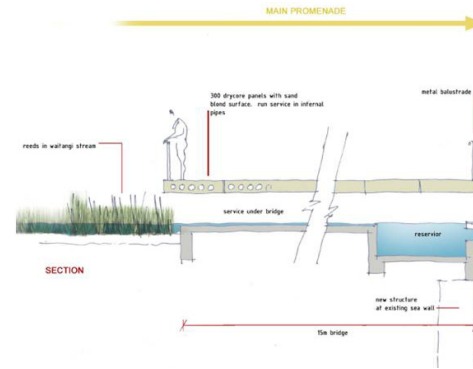 MAIN PROMENADE
300 drycore panels with sand
blond surface. run service in internal
pipes
metal balustrade
reeds in waitangi stream
service under bridge
reservior
SECTION
new structure
at existing sea wall
15m bridge